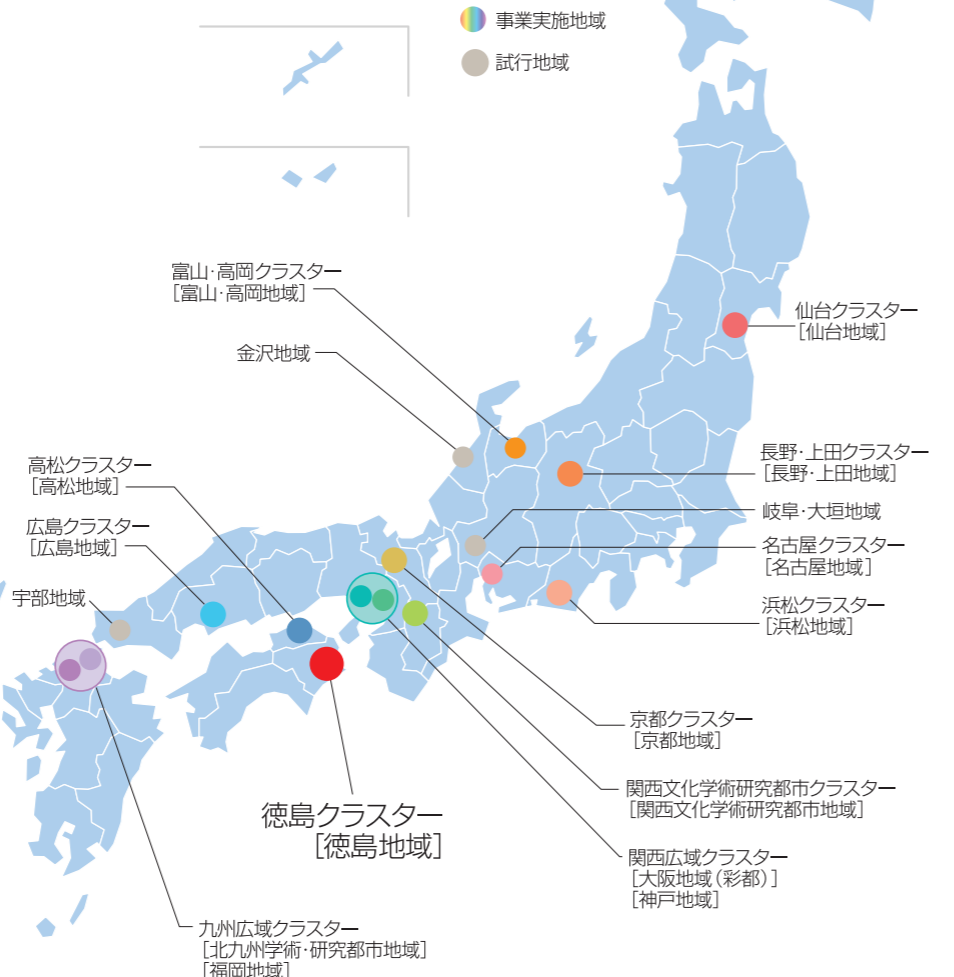 事業実施地域
試行地域
富山・高岡クラスター
[富山・高岡地域]
仙台クラスター
[仙台地域]
金沢地域
高松クラスター
[高松地域]
長野・上田クラスター
[長野・上田地域]
岐阜・大垣地域
広島クラスター
[広島地域]
名古屋クラスター
[名古屋地域]
宇部地域
浜松クラスター
[浜松地域]
京都クラスター
[京都地域]
関西文化学術研究都市クラスター
[関西文化学術研究都市地域]
徳島クラスター
[徳島地域]
関西広域クラスター
[大阪地域(彩都)]
[神戸地域]
九州広域クラスター
[北九州学術・研究都市地域]
[福岡地域]